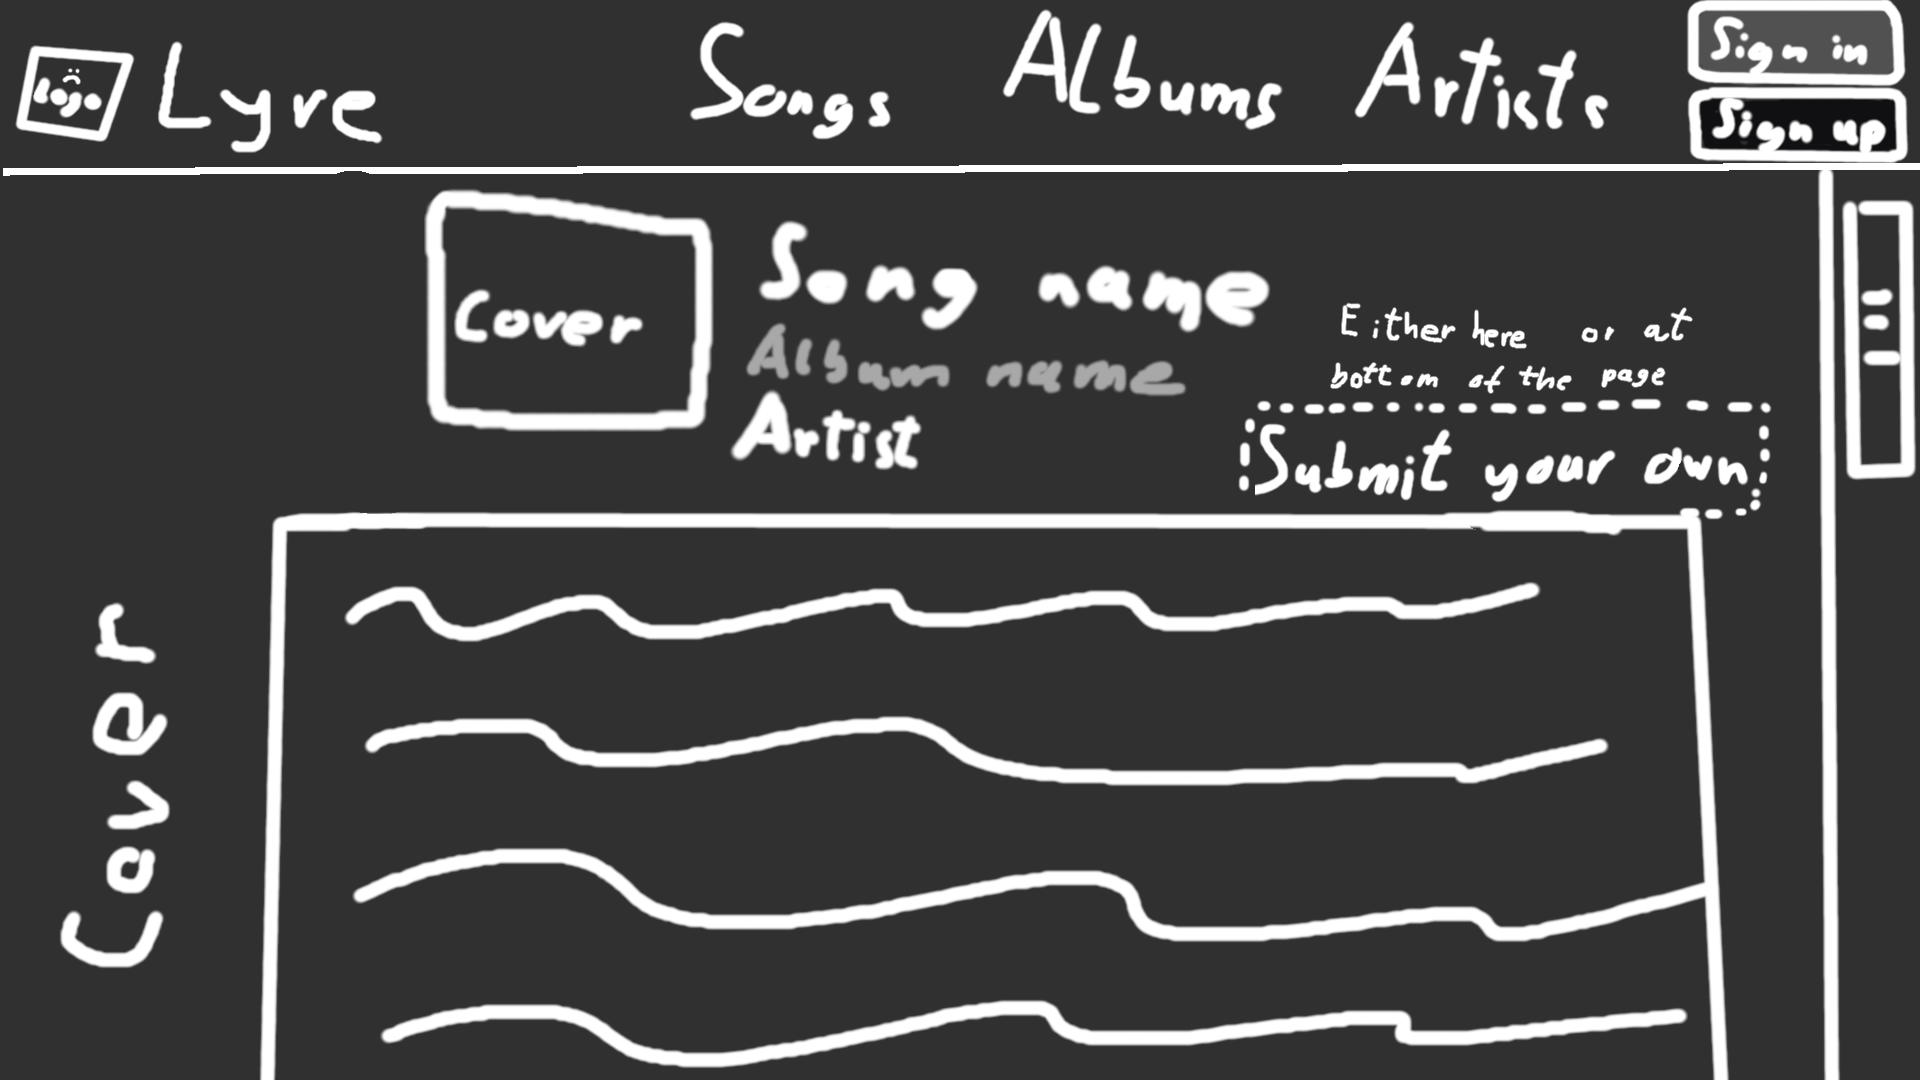 Logo Lyre Songs Albums Artists Sign in
Sign up
Cover
Song name
Album name
Artist
Either here or at
bottom of the page
Submit your own
Cover